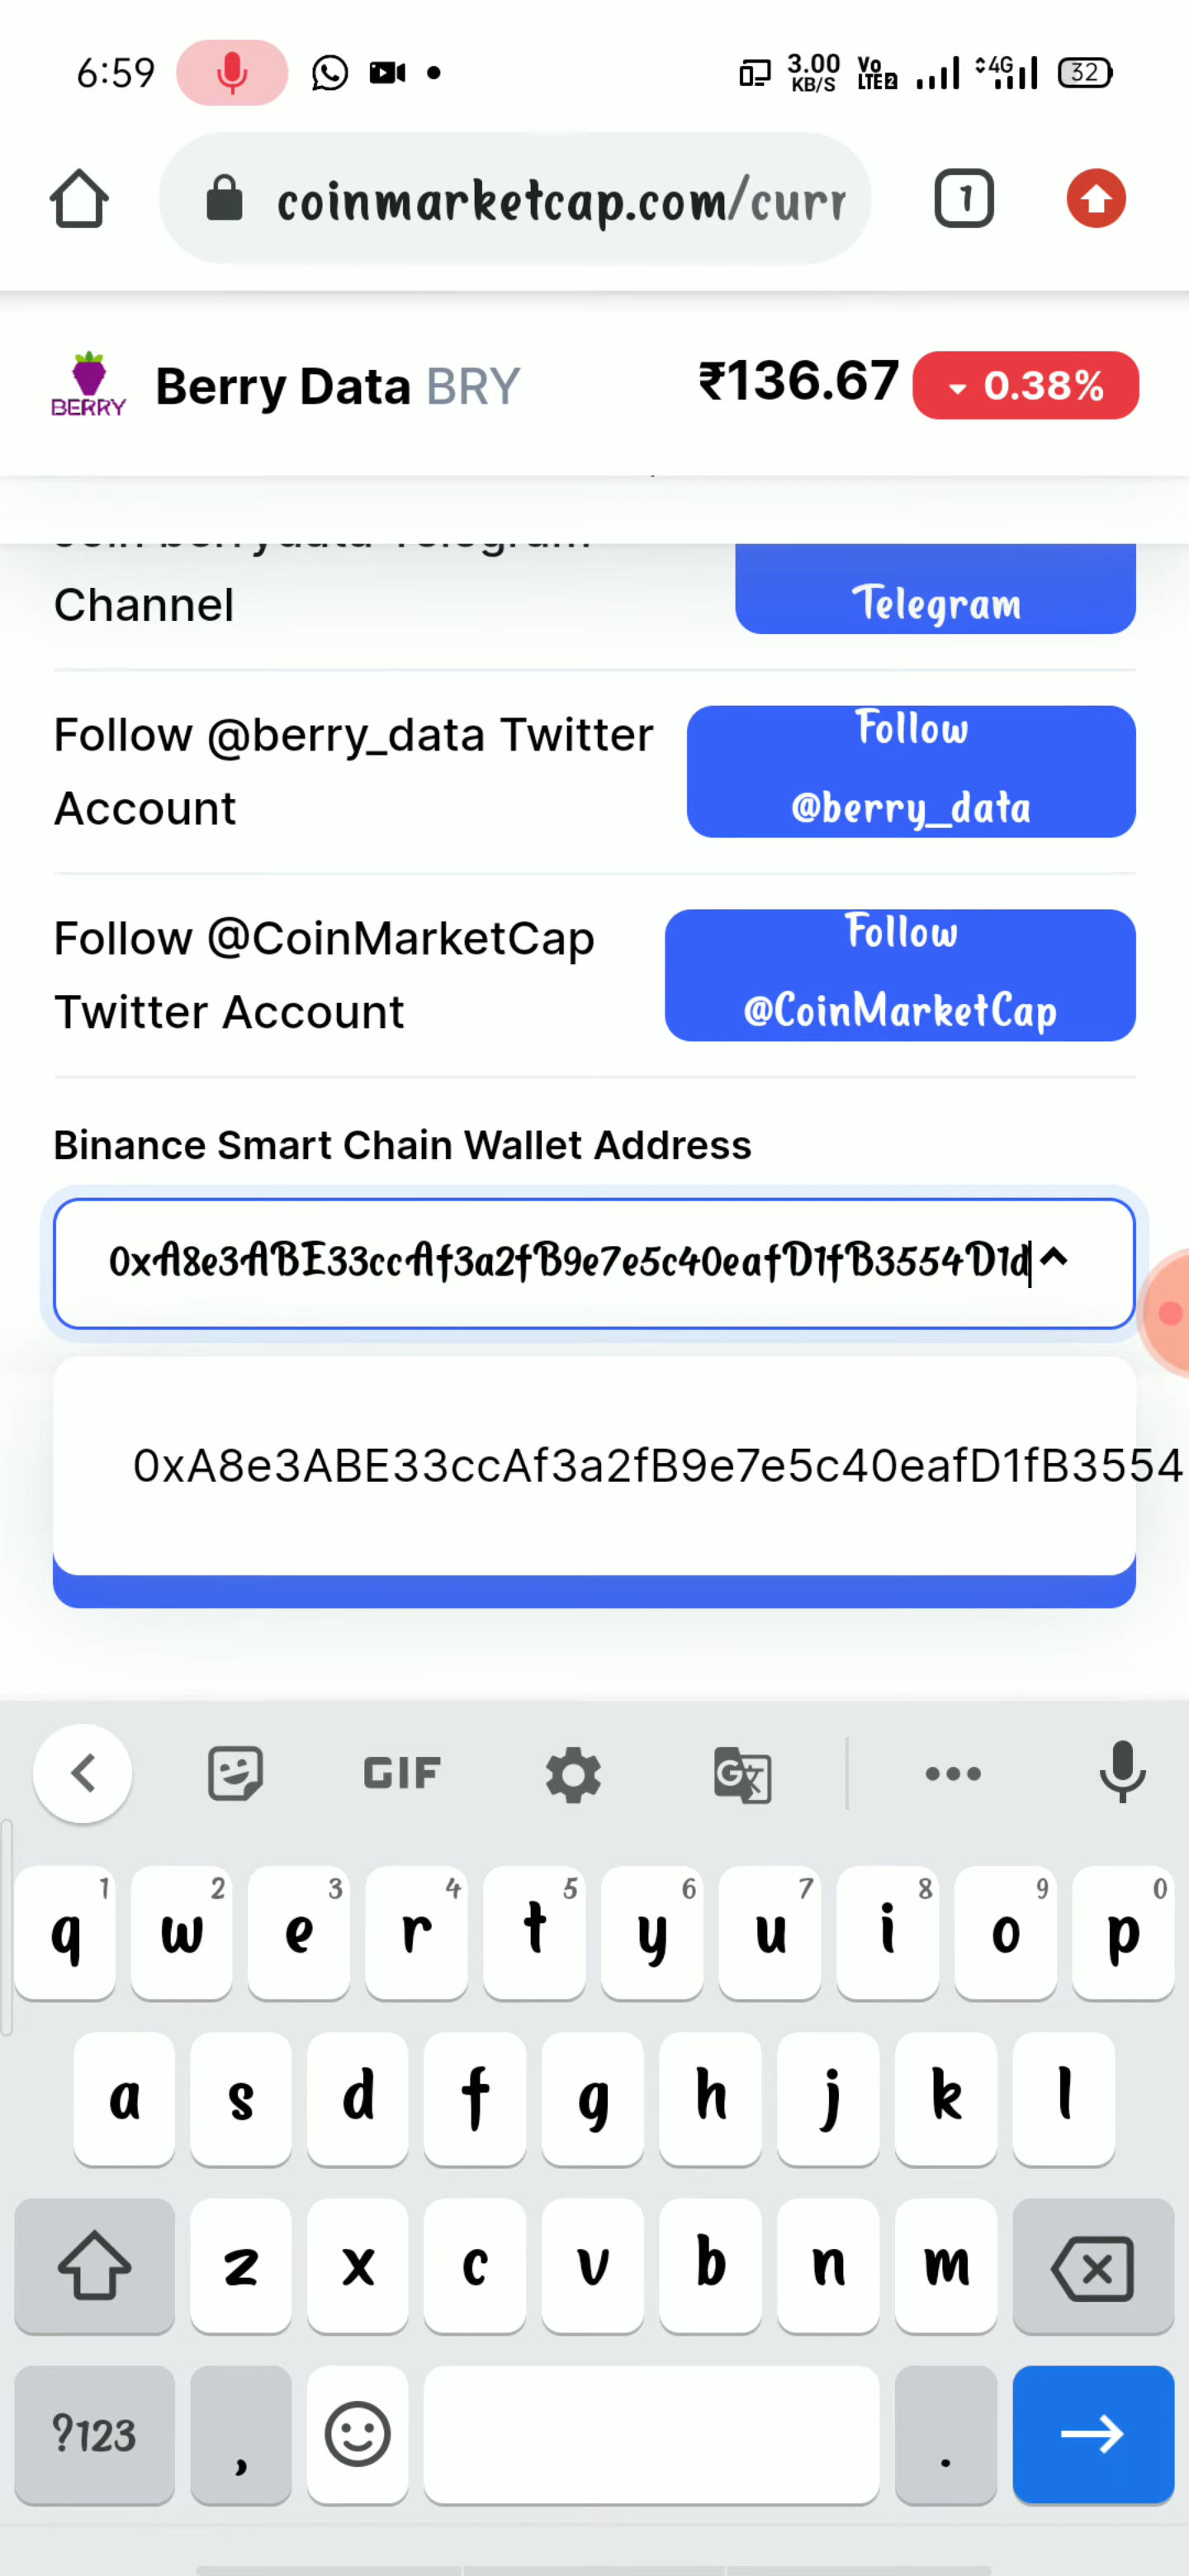 6:59 3.00 KB/S Vo LTE 2 4G 32
coinmarketcap.com/curr 1
BERRY Berry Data BRY ₹136.67 0.38%
Channel
Telegram
Follow @berry_data Twitter Account
Follow @berry_data
Follow @CoinMarketCap Twitter Account
Follow @CoinMarketCap
Binance Smart Chain Wallet Address
0xA8e3ABE33ccAf3a2fB9e7e5c40eafD1fB3554D1d
0xA8e3ABE33ccAf3a2fB9e7e5c40eafD1fB3554
GIF G
1 2 3 4 5 6 7 8 9 0
q w e r t y u i o p
a s d f g h j k l
z x c v b n m
?123 , .